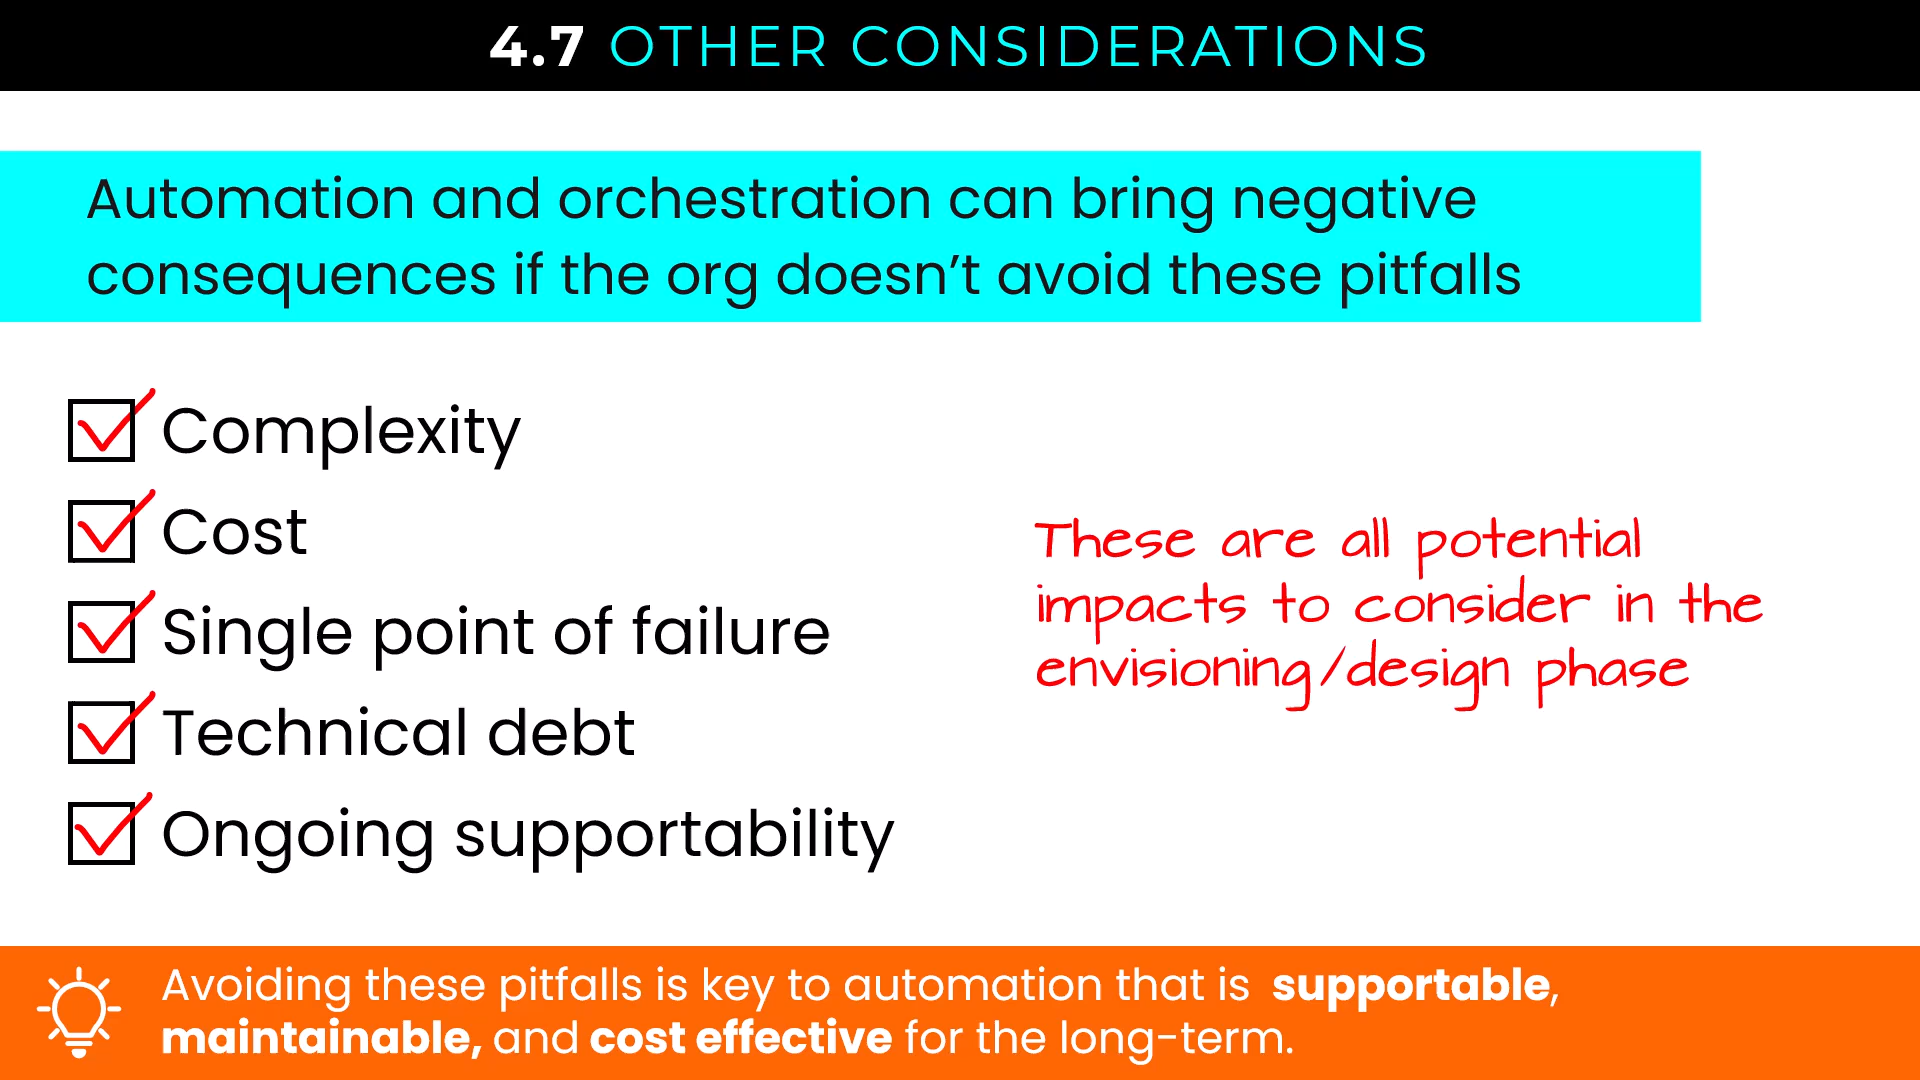 4.7 OTHER CONSIDERATIONS
Automation and orchestration can bring negative
consequences if the org doesn’t avoid these pitfalls
Complexity
Cost
Single point of failure
Technical debt
Ongoing supportability
These are all potential
impacts to consider in the
envisioning/design phase
Avoiding these pitfalls is key to automation that is supportable,
maintainable, and cost effective for the long-term.